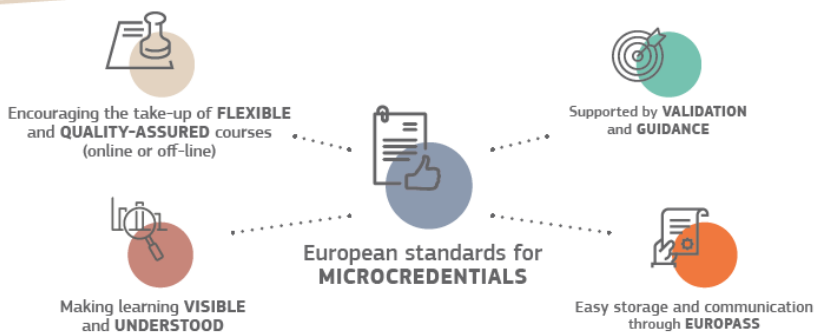 Encouraging the take-up of FLEXIBLE
and QUALITY-ASSURED courses
(online or off-line)
Supported by VALIDATION
and GUIDANCE
European standards for
MICROCREDENTIALS
Making learning VISIBLE
and UNDERSTOOD
Easy storage and communication
through EUROPASS